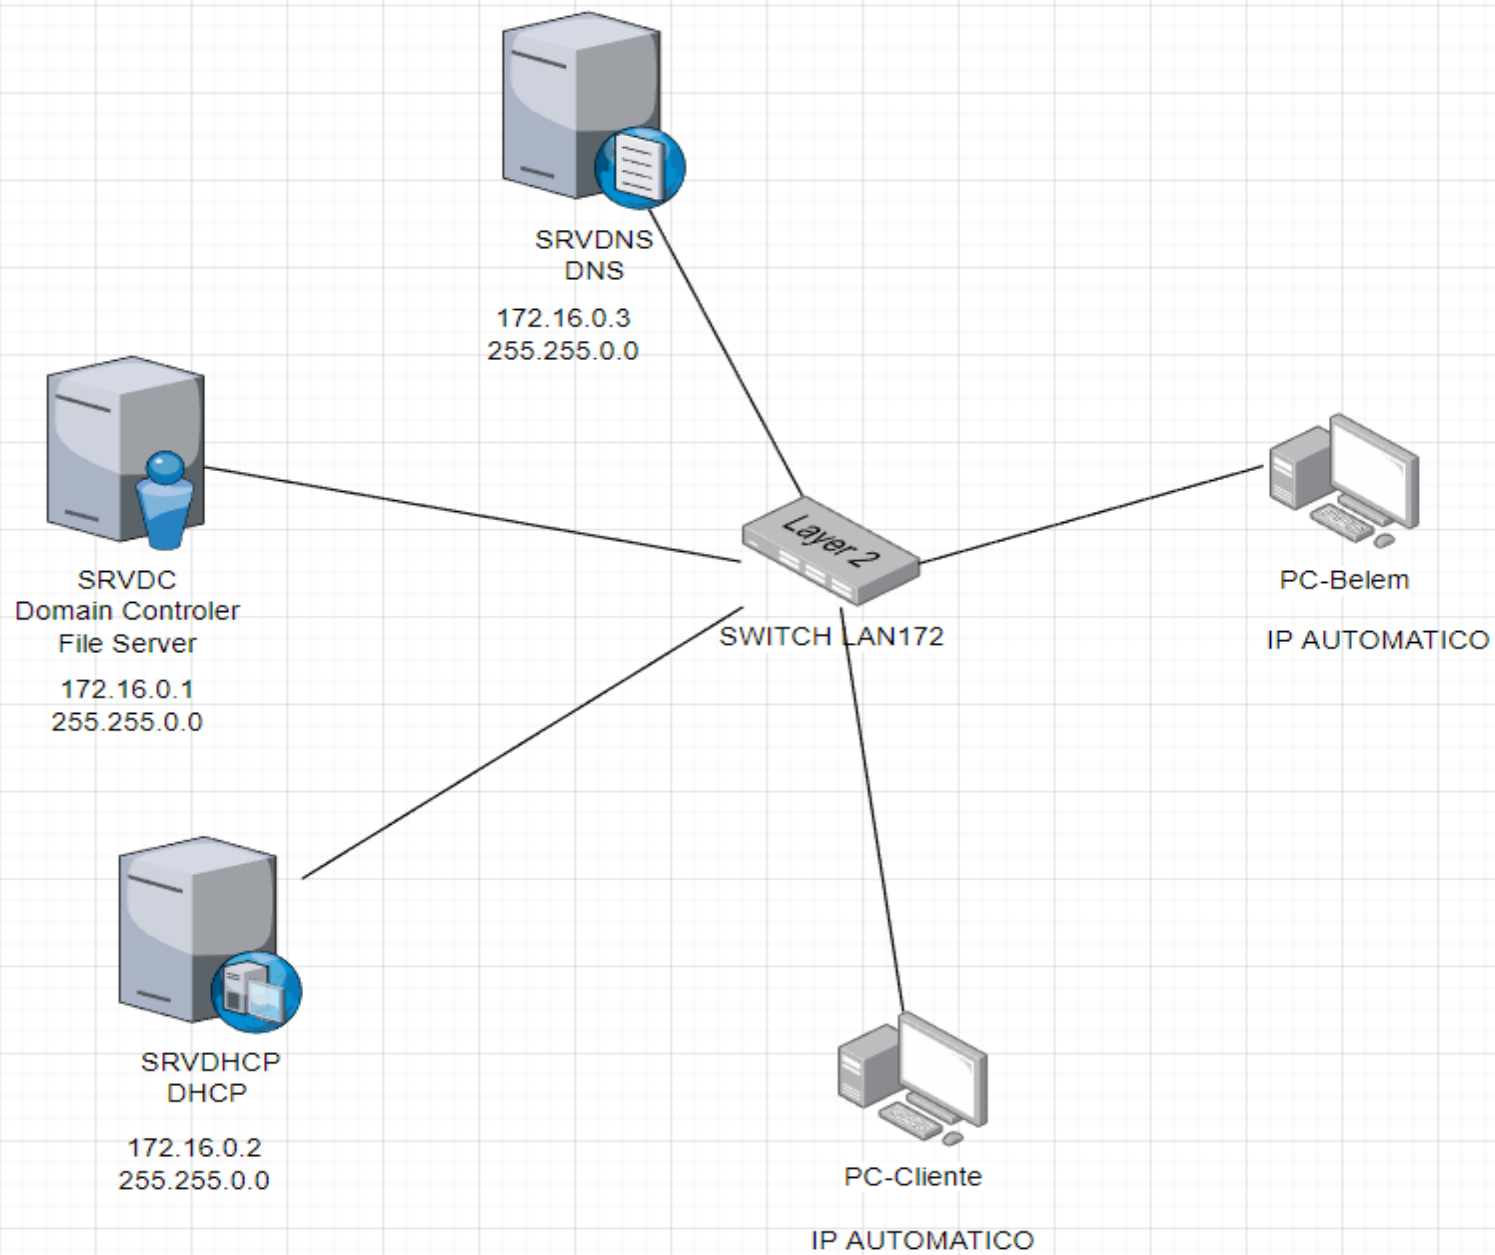 SRVDNS
DNS
172.16.0.3
255.255.0.0
SRVDC
Domain Controler
File Server
172.16.0.1
255.255.0.0
Layer 2
SWITCH LAN172
PC-Belem
IP AUTOMATICO
SRVDHCP
DHCP
172.16.0.2
255.255.0.0
PC-Cliente
IP AUTOMATICO